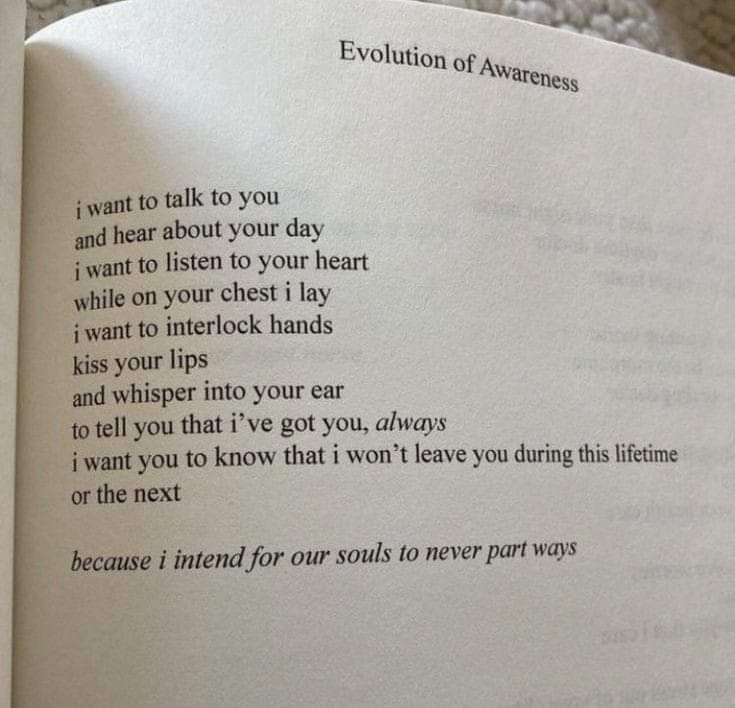 Evolution of Awareness
i want to talk to you
and hear about your day
i want to listen to your heart
while on your chest i lay
i want to interlock hands
kiss your lips
and whisper into your ear
to tell you that i’ve got you, always
i want you to know that i won’t leave you during this lifetime
or the next
because i intend for our souls to never part ways